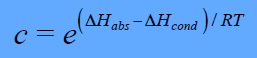 c = e^(ΔH_abs − ΔH_cond)/RT